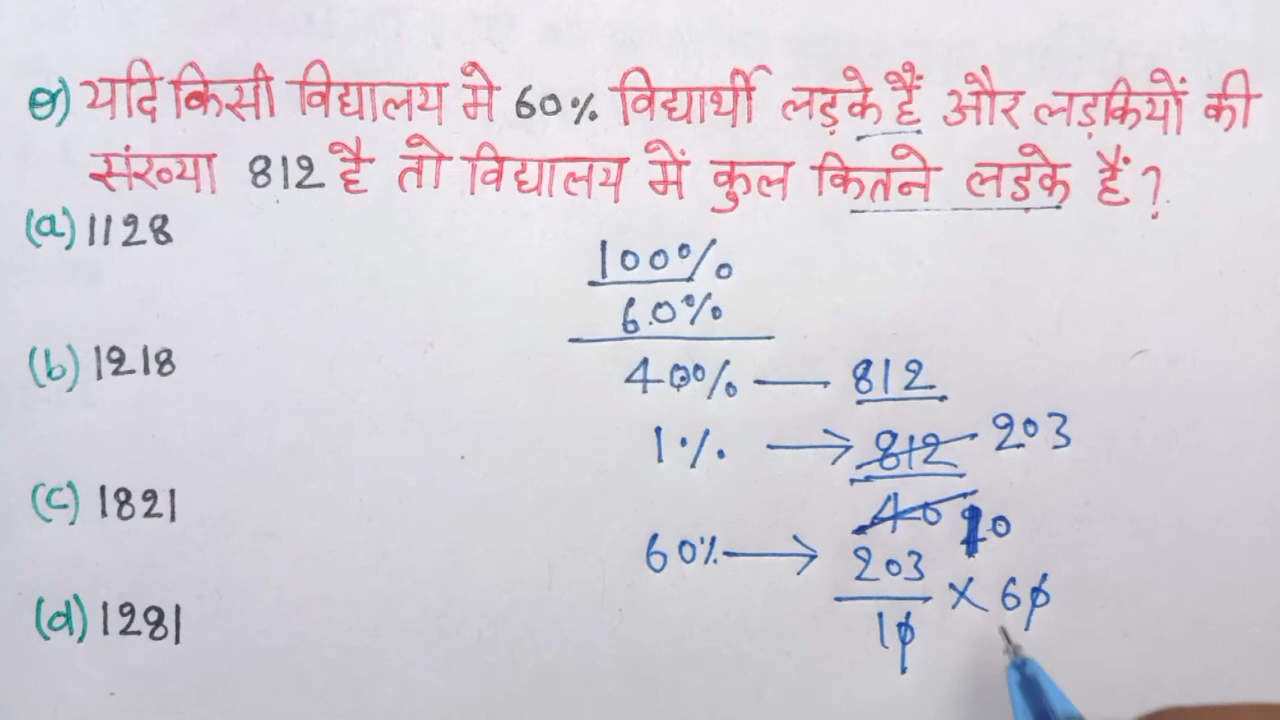 Q) यदि किसी विद्यालय मे 60% विद्यार्थी लड़के हैं और लड़कियों की
संख्या 812 है तो विद्यालय में कुल कितने लडके हैं ?
(a) 1128
100%
60%
(b) 1218
40% — 812
1% → 812 203
40 10
(c) 1821
60% → 203 × 60
10
(d) 1281